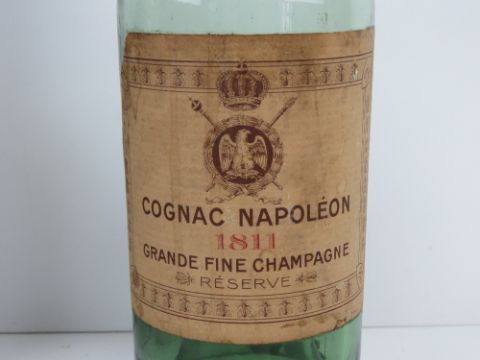 COGNAC NAPOLÉON
1811
GRANDE FINE CHAMPAGNE
RÉSERVE